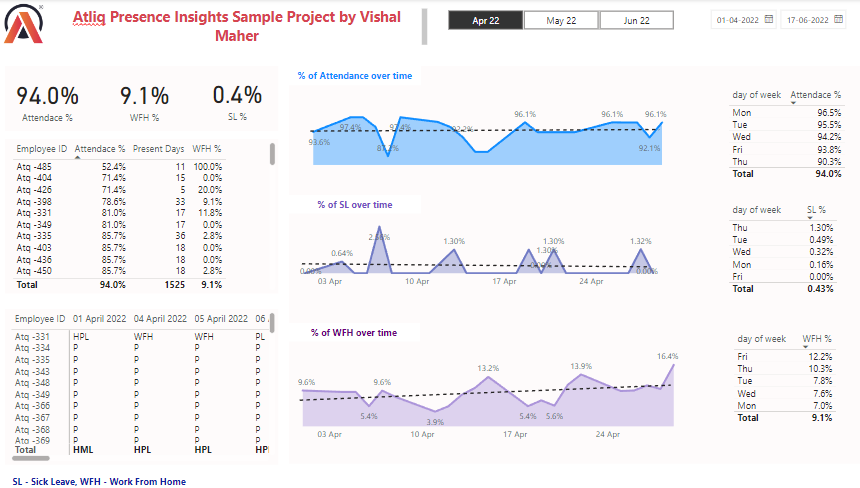 Atliq Presence Insights Sample Project by Vishal
Maher
Apr 22 May 22 Jun 22
01-04-2022 17-06-2022
94.0% 9.1% 0.4%
Attendace % WFH % SL %
Employee ID Attendace % Present Days WFH %
Atq -485 52.4% 11 100.0%
Atq -404 71.4% 15 0.0%
Atq -426 71.4% 5 20.0%
Atq -398 78.6% 33 9.1%
Atq -331 81.0% 17 11.8%
Atq -349 81.0% 17 0.0%
Atq -335 85.7% 36 2.8%
Atq -403 85.7% 18 0.0%
Atq -436 85.7% 18 0.0%
Atq -450 85.7% 18 2.8%
Total 94.0% 1525 9.1%
Employee ID 01 April 2022 04 April 2022 05 April 2022 06
Atq -331 HPL WFH WFH PL
Atq -334 P P P P
Atq -335 P P P P
Atq -343 P P P P
Atq -348 P P P P
Atq -349 P P P P
Atq -366 P P P P
Atq -367 P P P P
Atq -368 P P P P
Atq -369 P P P P
Total HML HPL HPL HPL
% of Attendance over time
93.6% 97.4% 97.4% 96.1% 96.1% 92.1% 96.1%
% of SL over time
0.00% 0.64% 1.30% 1.30% 1.30% 1.32% 0.00%
03 Apr 10 Apr 17 Apr 24 Apr
% of WFH over time
9.6% 5.4% 9.6% 3.9% 13.2% 5.4% 5.6% 13.9% 16.4%
03 Apr 10 Apr 17 Apr 24 Apr
day of week Attendace %
Mon 96.5%
Tue 95.5%
Wed 94.2%
Fri 93.8%
Thu 90.3%
Total 94.0%
day of week SL %
Thu 1.30%
Tue 0.49%
Wed 0.32%
Mon 0.16%
Fri 0.00%
Total 0.43%
day of week WFH %
Fri 12.2%
Thu 10.3%
Tue 7.8%
Wed 7.6%
Mon 7.0%
Total 9.1%
SL - Sick Leave, WFH - Work From Home